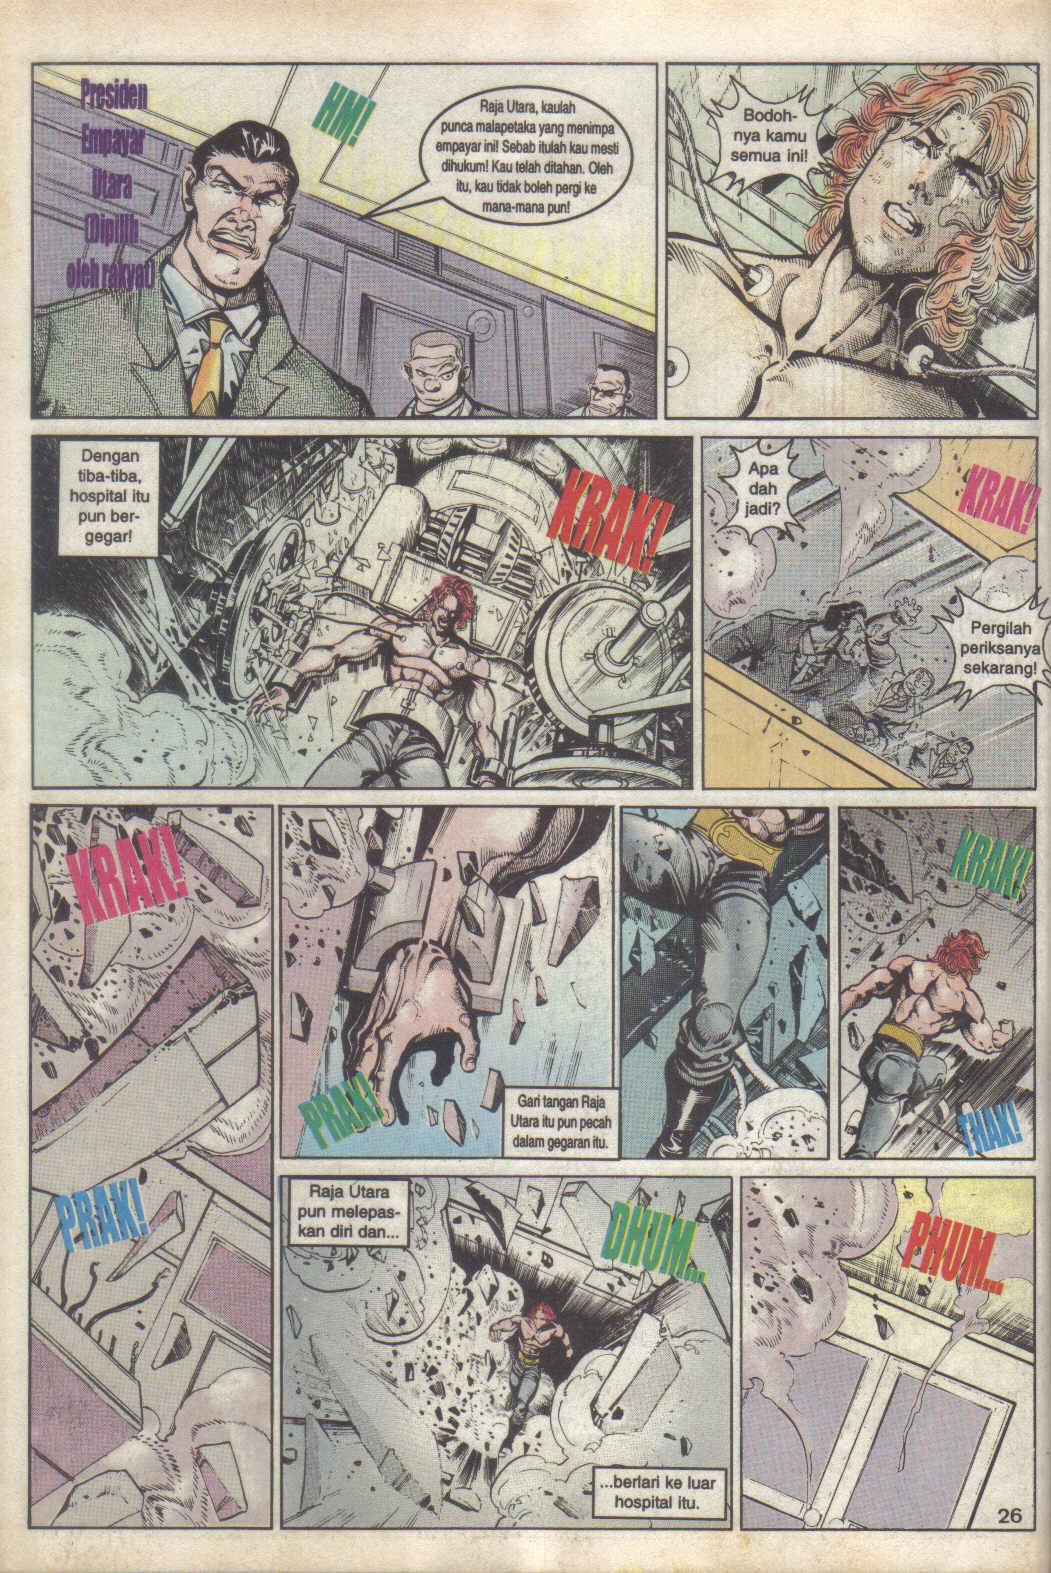 Presiden
Empayar
Utara
(Dipilih
oleh rakyat)
HM!
Raja Utara, kaulah
punca malapetaka yang menimpa
empayar ini! Sebab itulah kau mesti
dihukum! Kau telah ditahan. Oleh
itu, kau tidak boleh pergi ke
mana-mana pun!
Bodoh-
nya kamu
semua ini!
Dengan
tiba-tiba,
hospital itu
pun ber-
gegar!
KRAK!
Apa
dah
jadi?
KRAK!
Pergilah
periksanya
sekarang!
KRAK!
PRAK!
PRAK!
Gari tangan Raja
Utara itu pun pecah
dalam gegaran itu.
KRAK!
THAK!
Raja Utara
pun melepas-
kan diri dan...
DHUM...
...berlari ke luar
hospital itu.
PHUM...
26